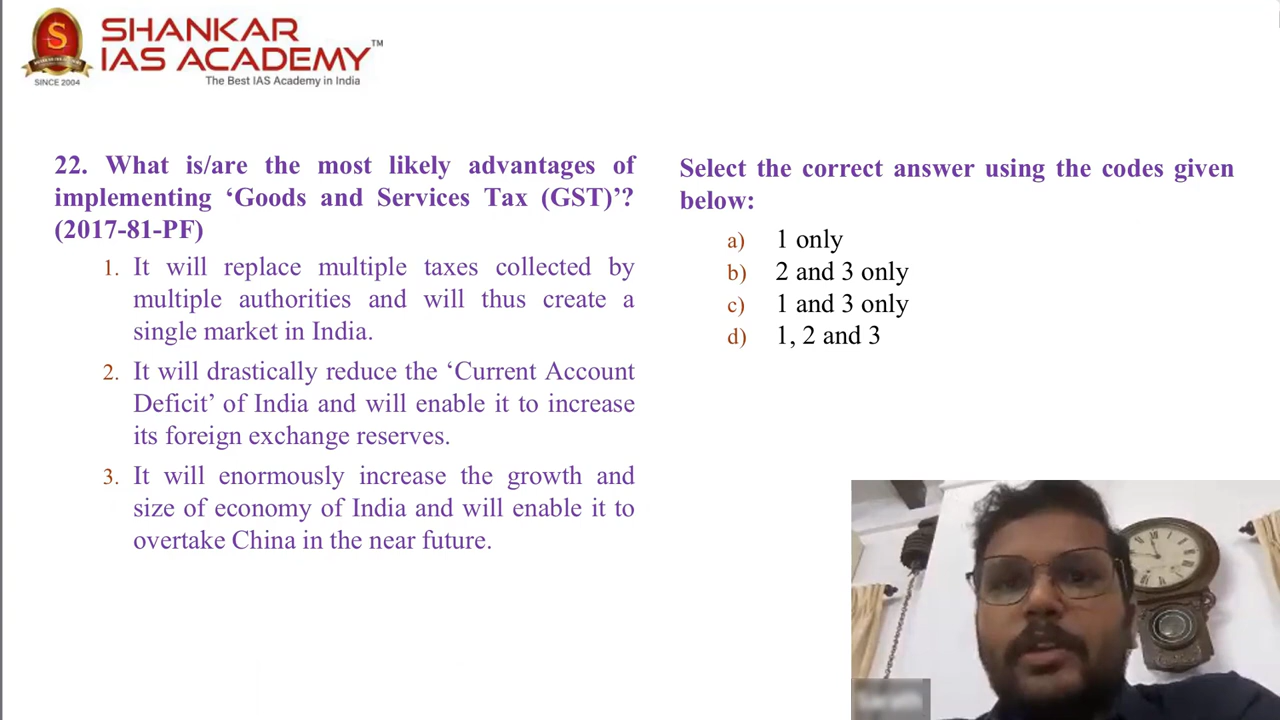 SHANKAR
IAS ACADEMY™
The Best IAS Academy in India
SINCE 2004
22. What is/are the most likely advantages of
implementing ‘Goods and Services Tax (GST)’?
(2017-81-PF)
1. It will replace multiple taxes collected by
multiple authorities and will thus create a
single market in India.
2. It will drastically reduce the ‘Current Account
Deficit’ of India and will enable it to increase
its foreign exchange reserves.
3. It will enormously increase the growth and
size of economy of India and will enable it to
overtake China in the near future.
Select the correct answer using the codes given
below:
a) 1 only
b) 2 and 3 only
c) 1 and 3 only
d) 1, 2 and 3